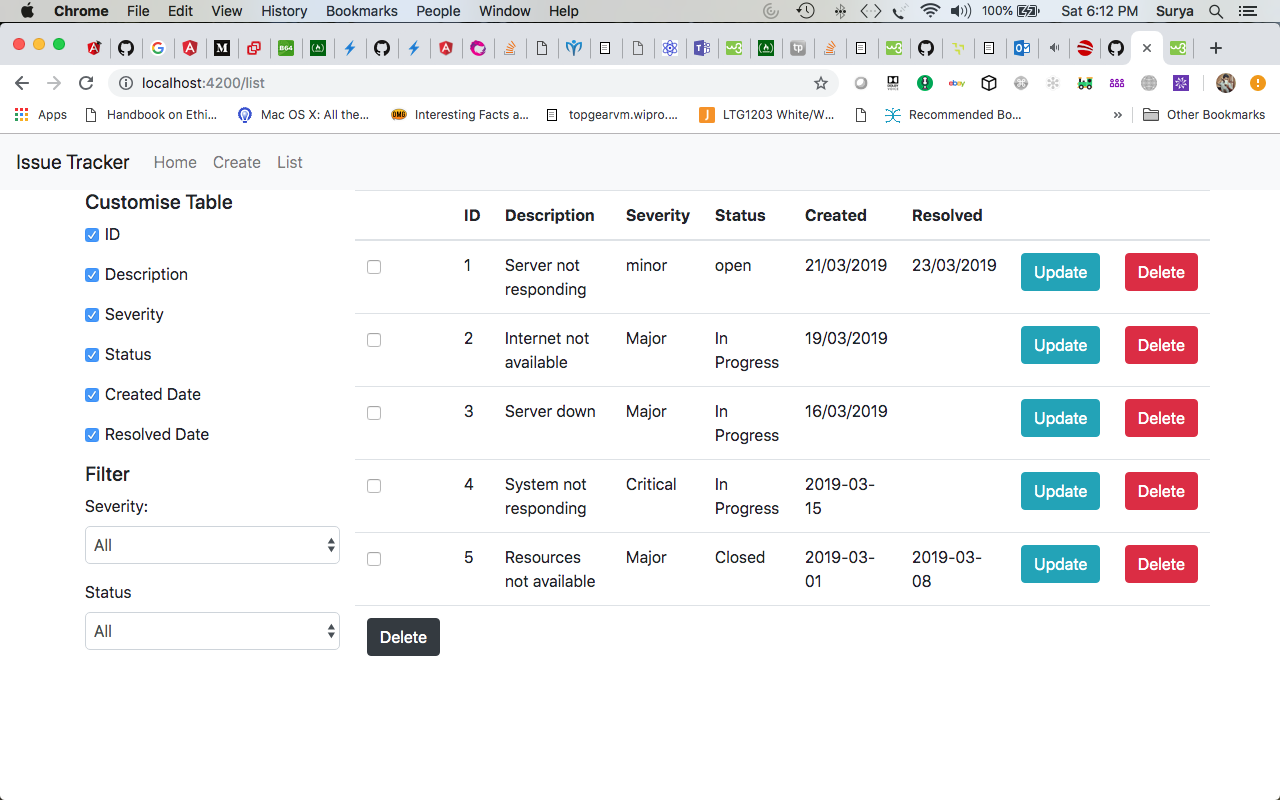 Chrome File Edit View History Bookmarks People Window Help 100% Sat 6:12 PM Surya
localhost:4200/list
Apps Handbook on Ethi... Mac OS X: All the... Interesting Facts a... topgearvm.wipro.... LTG1203 White/W... Recommended Bo... » Other Bookmarks
Issue Tracker Home Create List
Customise Table
ID
Description
Severity
Status
Created Date
Resolved Date
Filter
Severity:
All
Status
All
ID Description Severity Status Created Resolved
1 Server not responding minor open 21/03/2019 23/03/2019 Update Delete
2 Internet not available Major In Progress 19/03/2019 Update Delete
3 Server down Major In Progress 16/03/2019 Update Delete
4 System not responding Critical In Progress 2019-03-15 Update Delete
5 Resources not available Major Closed 2019-03-01 2019-03-08 Update Delete
Delete